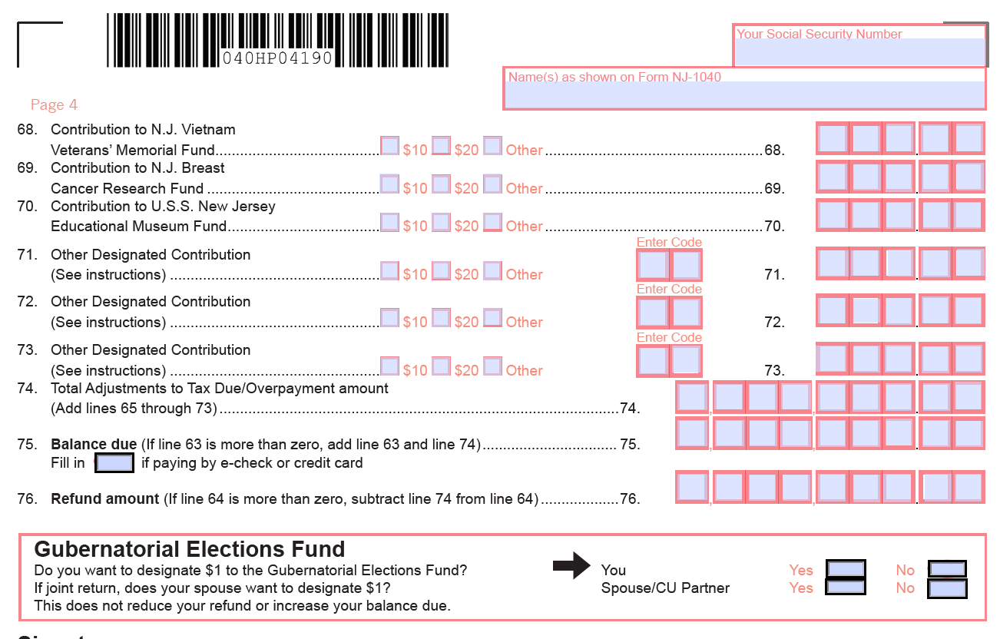 040HP04190
Your Social Security Number
Name(s) as shown on Form NJ-1040
Page 4
68. Contribution to N.J. Vietnam
Veterans’ Memorial Fund............................................ $10 $20 Other ..........................................................68.
69. Contribution to N.J. Breast
Cancer Research Fund .............................................. $10 $20 Other ..........................................................69.
70. Contribution to U.S.S. New Jersey
Educational Museum Fund........................................ $10 $20 Other ..........................................................70.
Enter Code
71. Other Designated Contribution
(See instructions) ....................................................... $10 $20 Other 71.
Enter Code
72. Other Designated Contribution
(See instructions) ....................................................... $10 $20 Other 72.
Enter Code
73. Other Designated Contribution
(See instructions) ....................................................... $10 $20 Other 73.
74. Total Adjustments to Tax Due/Overpayment amount
(Add lines 65 through 73) ..........................................................................................................74.
75. Balance due (If line 63 is more than zero, add line 63 and line 74)................................... 75.
Fill in if paying by e-check or credit card
76. Refund amount (If line 64 is more than zero, subtract line 74 from line 64)....................76.
Gubernatorial Elections Fund
Do you want to designate $1 to the Gubernatorial Elections Fund? You Yes No
If joint return, does your spouse want to designate $1? Spouse/CU Partner Yes No
This does not reduce your refund or increase your balance due.